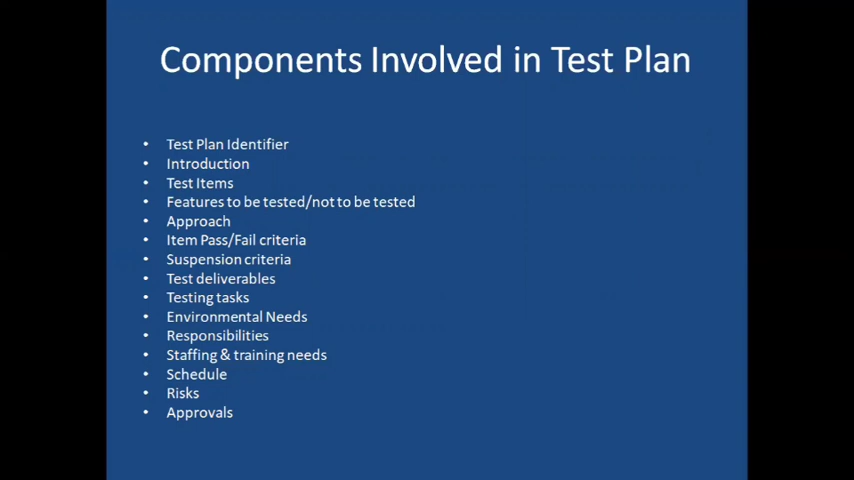 Components Involved in Test Plan
• Test Plan Identifier
• Introduction
• Test Items
• Features to be tested/not to be tested
• Approach
• Item Pass/Fail criteria
• Suspension criteria
• Test deliverables
• Testing tasks
• Environmental Needs
• Responsibilities
• Staffing & training needs
• Schedule
• Risks
• Approvals